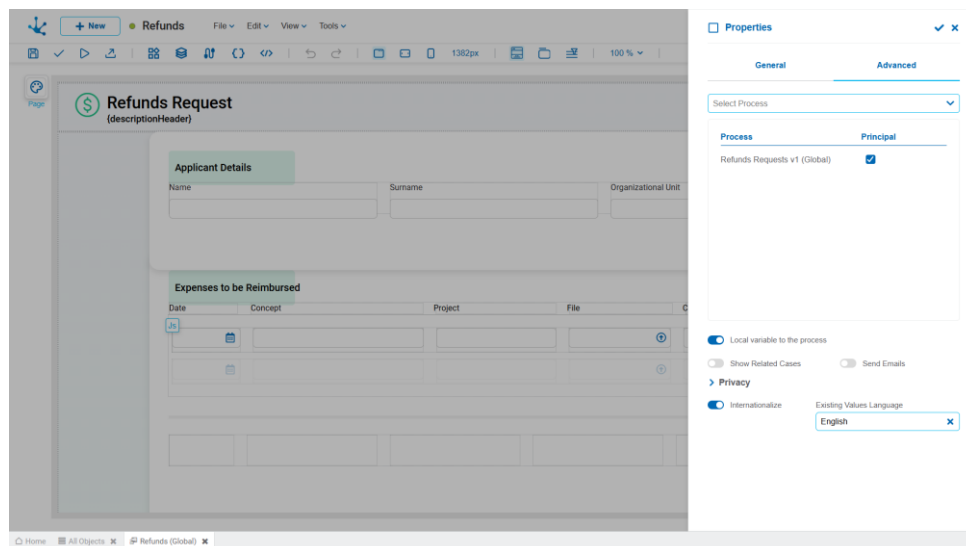 + New
Refunds
File
Edit
View
Tools
1382px
100 %
Page
Refunds Request
{descriptionHeader}
Applicant Details
Name
Surname
Organizational Unit
Expenses to be Reimbursed
Date
Concept
Project
File
C
Js
Properties
General
Advanced
Select Process
Process
Principal
Refunds Requests v1 (Global)
Local variable to the process
Show Related Cases
Send Emails
Privacy
Internationalize
Existing Values Language
English
Home
All Objects
Refunds (Global)